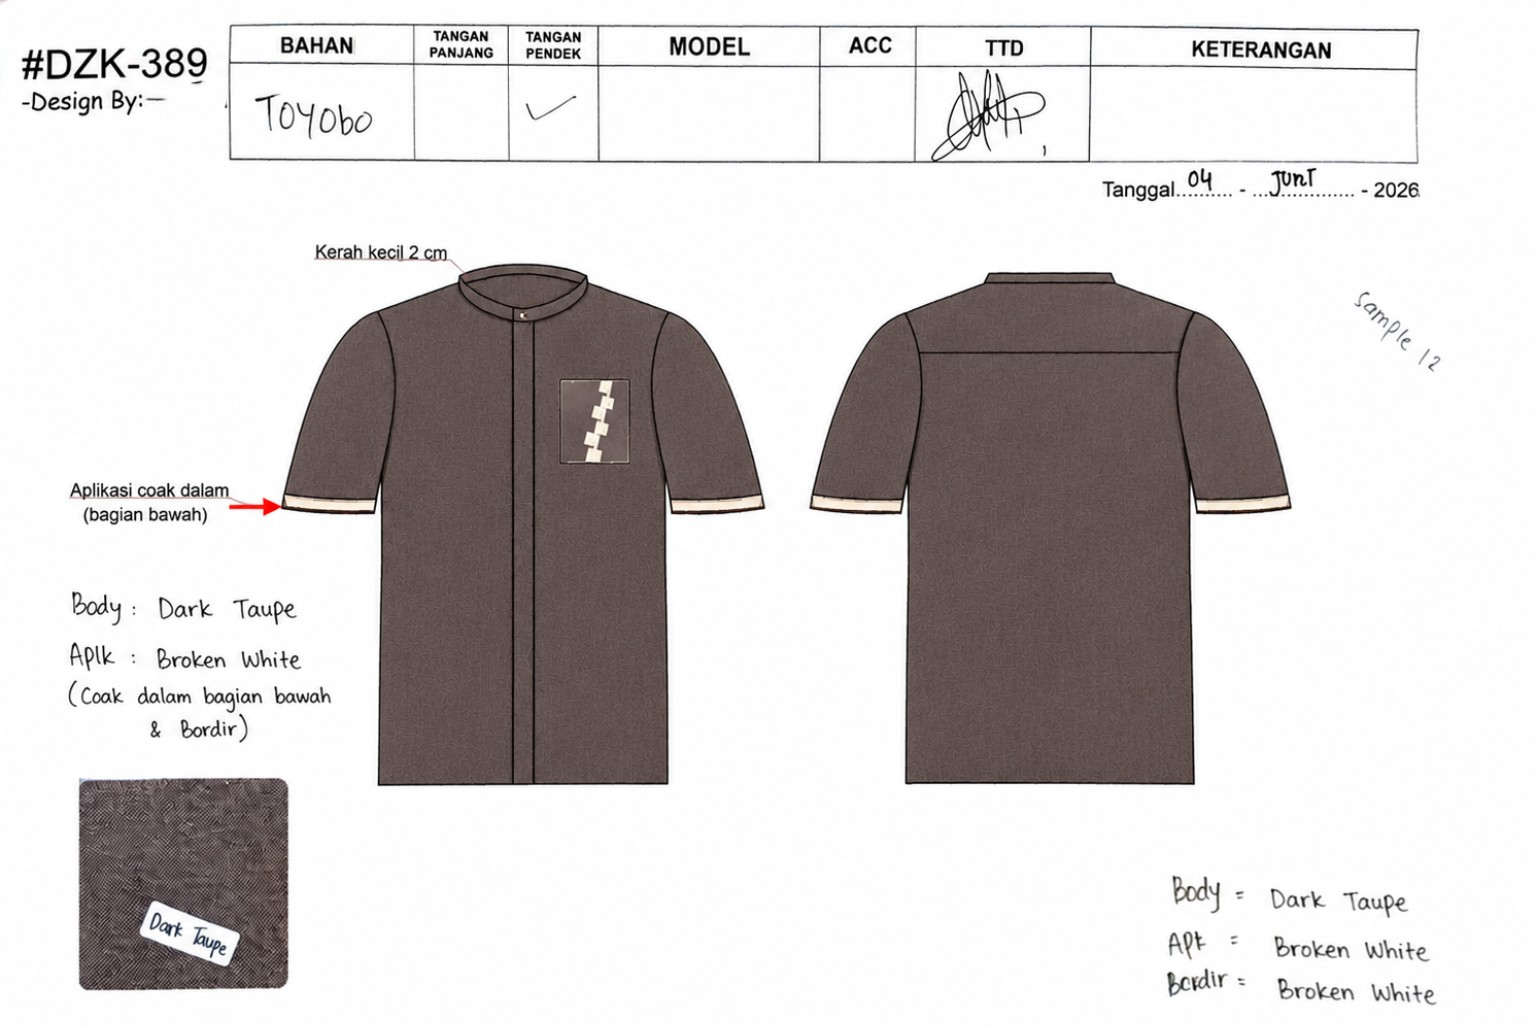 #DZK-389
-Design By:-
BAHAN TANGAN PANJANG TANGAN PENDEK MODEL ACC TTD KETERANGAN
TOYObO ✓
Tanggal 04 - JUNI - 2026
Kerah kecil 2 cm
Sample 12
Aplikasi coak dalam
(bagian bawah)
Body : Dark Taupe
Aplk : Broken White
(Coak dalam bagian bawah
& Bordir)
Dark Taupe
Body = Dark Taupe
Apk = Broken White
Bordir = Broken White